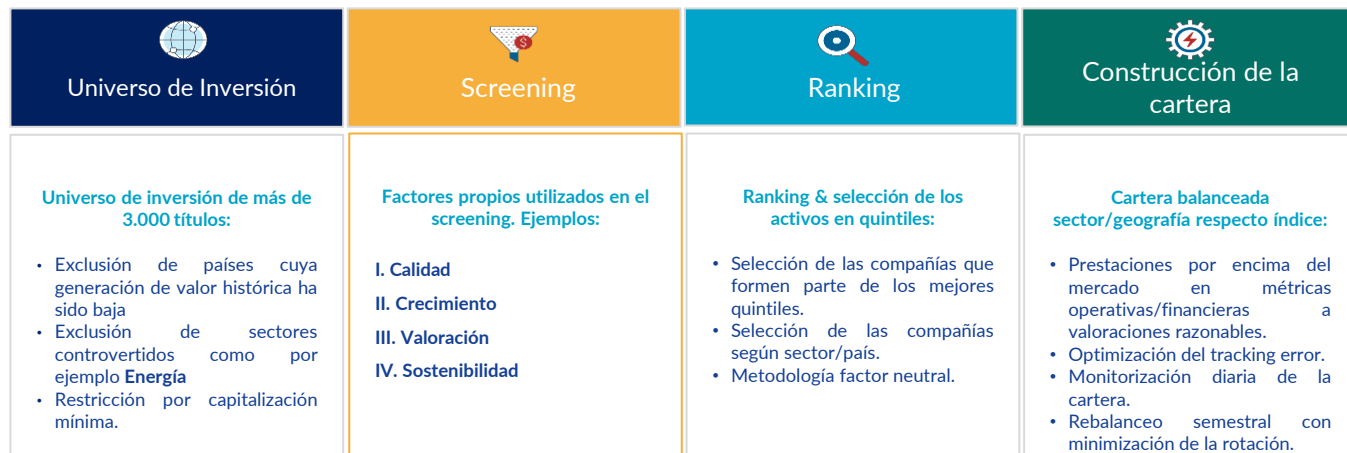 Universo de Inversión
Screening
Ranking
Construcción de la
cartera
Universo de inversión de más de
3.000 títulos:
• Exclusión de países cuya
generación de valor histórica ha
sido baja
• Exclusión de sectores
controvertidos como por
ejemplo Energía
• Restricción por capitalización
mínima.
Factores propios utilizados en el
screening. Ejemplos:
I. Calidad
II. Crecimiento
III. Valoración
IV. Sostenibilidad
Ranking & selección de los
activos en quintiles:
• Selección de las compañías que
formen parte de los mejores
quintiles.
• Selección de las compañías
según sector/país.
• Metodología factor neutral.
Cartera balanceada
sector/geografía respecto índice:
• Prestaciones por encima del
mercado en métricas
operativas/financieras a
valoraciones razonables.
• Optimización del tracking error.
• Monitorización diaria de la
cartera.
• Rebalanceo semestral con
minimización de la rotación.